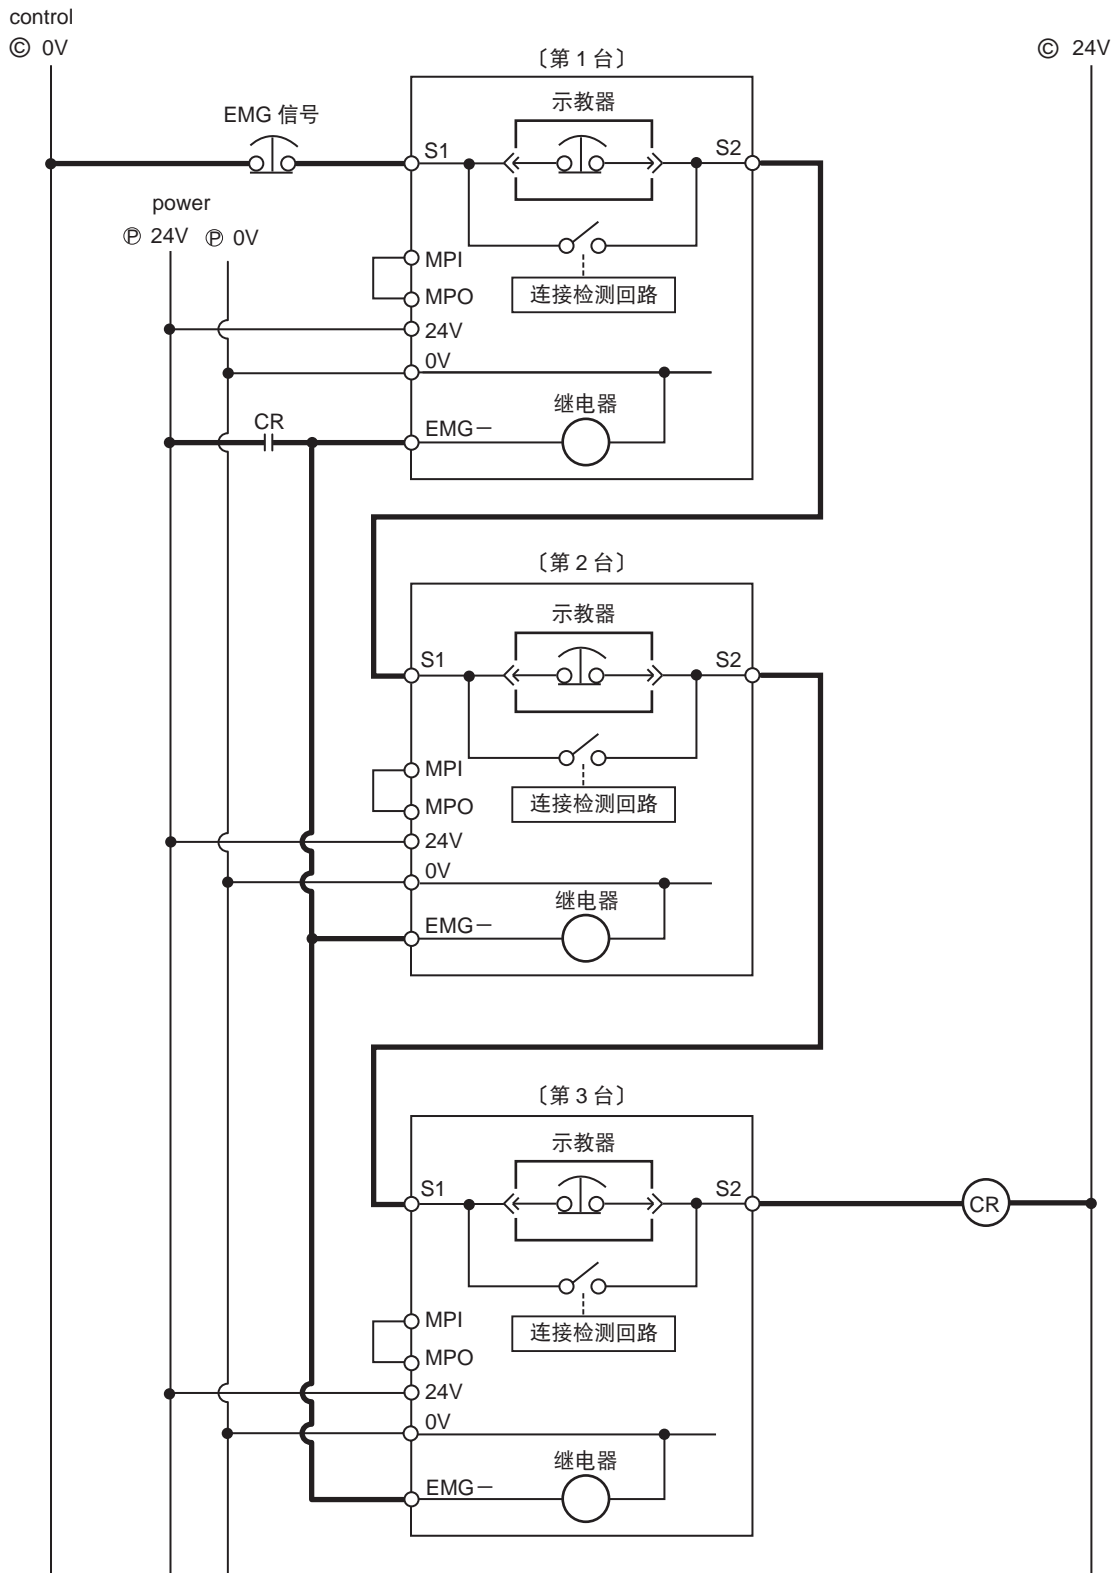 control
© 0V
© 24V
〔第 1 台〕
示教器
EMG 信号
S1
S2
power
Ⓟ 24V Ⓟ 0V
MPI
连接检测回路
MPO
24V
0V
继电器
CR
EMG－
〔第 2 台〕
示教器
S1
S2
MPI
连接检测回路
MPO
24V
0V
继电器
EMG－
〔第 3 台〕
示教器
S1
S2
CR
MPI
连接检测回路
MPO
24V
0V
继电器
EMG－